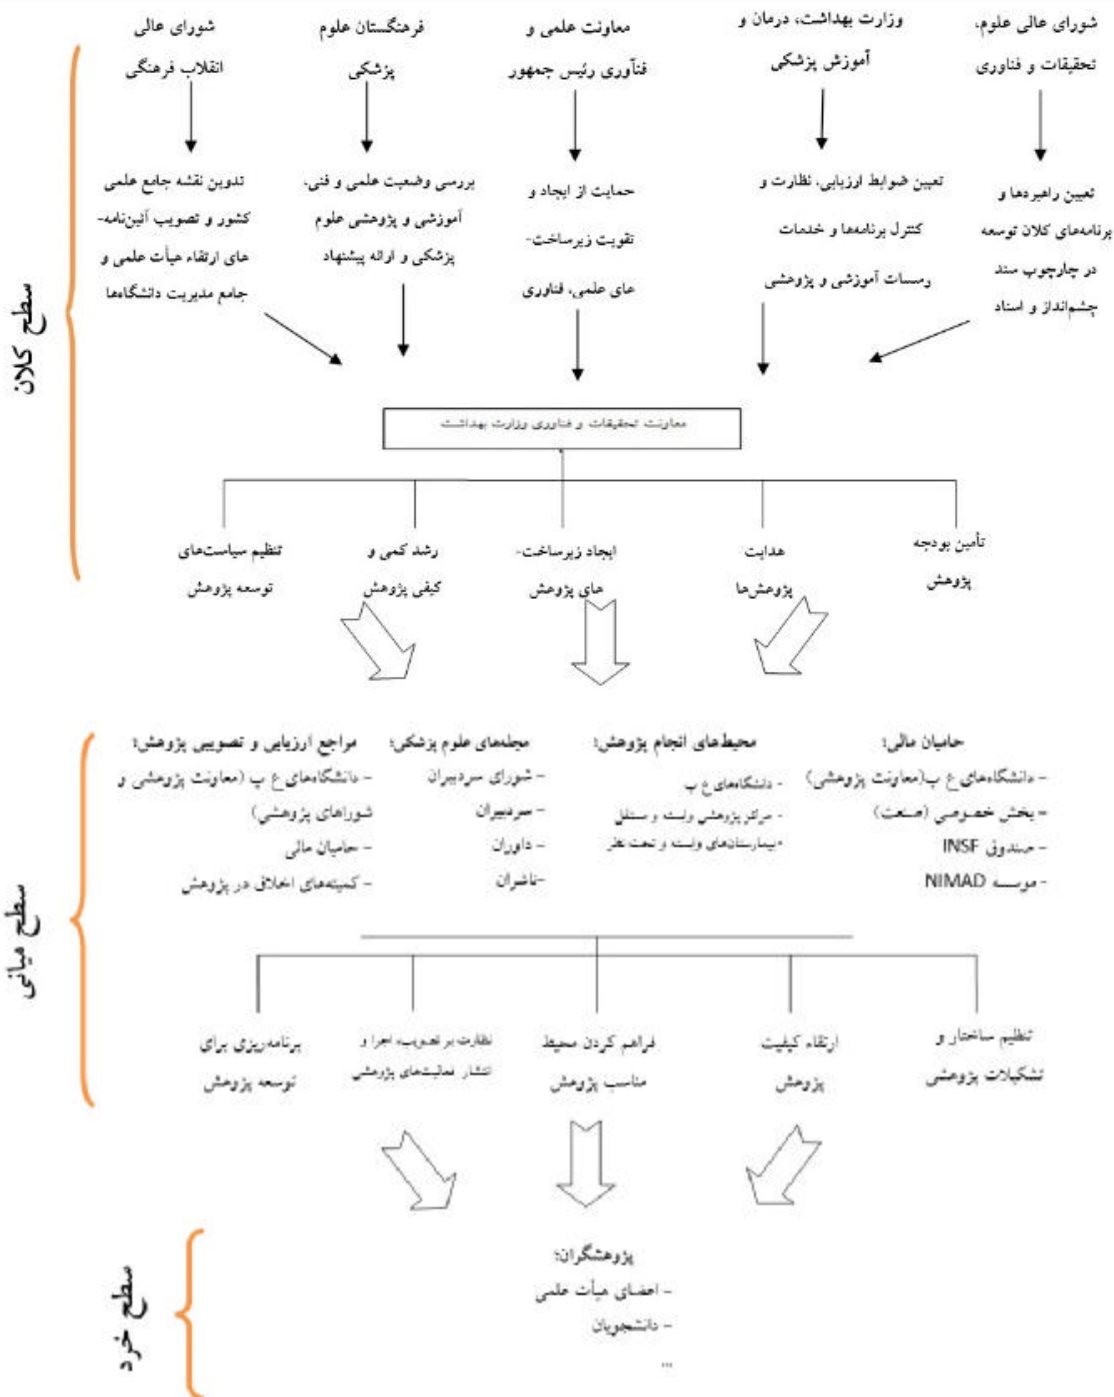 شورای عالی علوم،
تحقیقات و فناوری
وزارت بهداشت، درمان و
آموزش پزشکی
معاونت علمی و
فنآوری رئیس جمهور
فرهنگستان علوم
پزشکی
شورای عالی
انقلاب فرهنگی
تعیین راهبردها و
برنامه‌های کلان توسعه
در چارچوب سند
چشم‌انداز و اسناد
تعیین ضوابط ارزیابی، نظارت و
کنترل برنامه‌ها و خدمات
رسسات آموزشی و پژوهشی
حمایت از ایجاد و
تقویت زیرساخت-
های علمی، فناوری
بررسی وضعیت علمی و فنی،
آموزشی و پژوهشی علوم
پزشکی و ارائه پیشنهاد
تدوین نقشه جامع علمی
کشور و تصویب آئین‌نامه-
های ارتقاء هیأت علمی و
جامع مدیریت دانشگاه‌ها
سطح کلان
معاونت تحقیقات و فناوری وزارت بهداشت
تأمین بودجه
پژوهش
هدایت
پژوهش‌ها
ایجاد زیرساخت-
های پژوهش
رشد کمی و
کیفی پژوهش
تنظیم سیاست‌های
توسعه پژوهش
حامیان مالی؛
- دانشگاه‌های ع پ(معاونت پژوهشی)
- بخش خصوصی (صنعت)
- صندوق INSF
- موسسه NIMAD
محیط‌های انجام پژوهش؛
- دانشگاه‌های ع پ
- مراکز پژوهشی وابسته و مستقل
- بیمارستان‌های وابسته و تحت نظر
مجله‌های علوم پزشکی؛
- شورای سردبیران
- سردبیران
- داوران
-ناشران
مراجع ارزیابی و تصویبی پژوهش؛
- دانشگاه‌های ع پ (معاونت پژوهشی و
شوراهای پژوهشی)
- حامیان مالی
- کمیته‌های اخلاق در پژوهش
سطح میانی
تنظیم ساختار و
تشکیلات پژوهشی
ارتقاء کیفیت
پژوهش
فراهم کردن محیط
مناسب پژوهش
نظارت بر تصویب، اجرا و
انتشار فعالیت‌های پژوهشی
برنامه‌ریزی برای
توسعه پژوهش
پژوهشگران؛
- اعضای هیأت علمی
- دانشجویان
...
سطح خرد